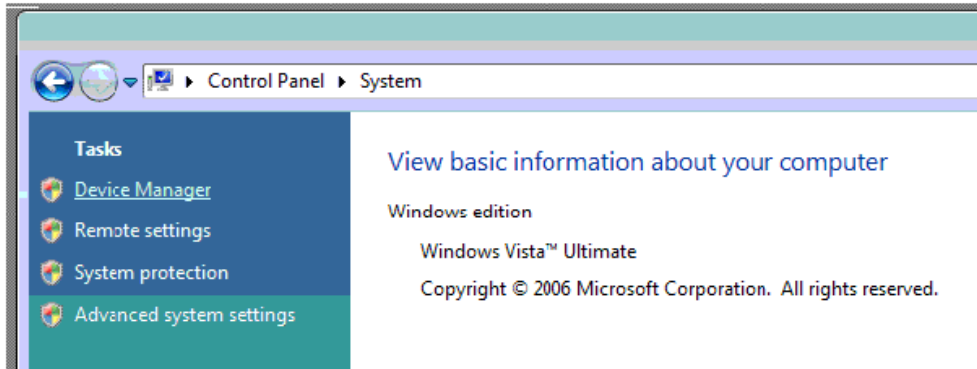 Control Panel System
Tasks
Device Manager
Remote settings
System protection
Advanced system settings
View basic information about your computer
Windows edition
Windows Vista™ Ultimate
Copyright © 2006 Microsoft Corporation. All rights reserved.